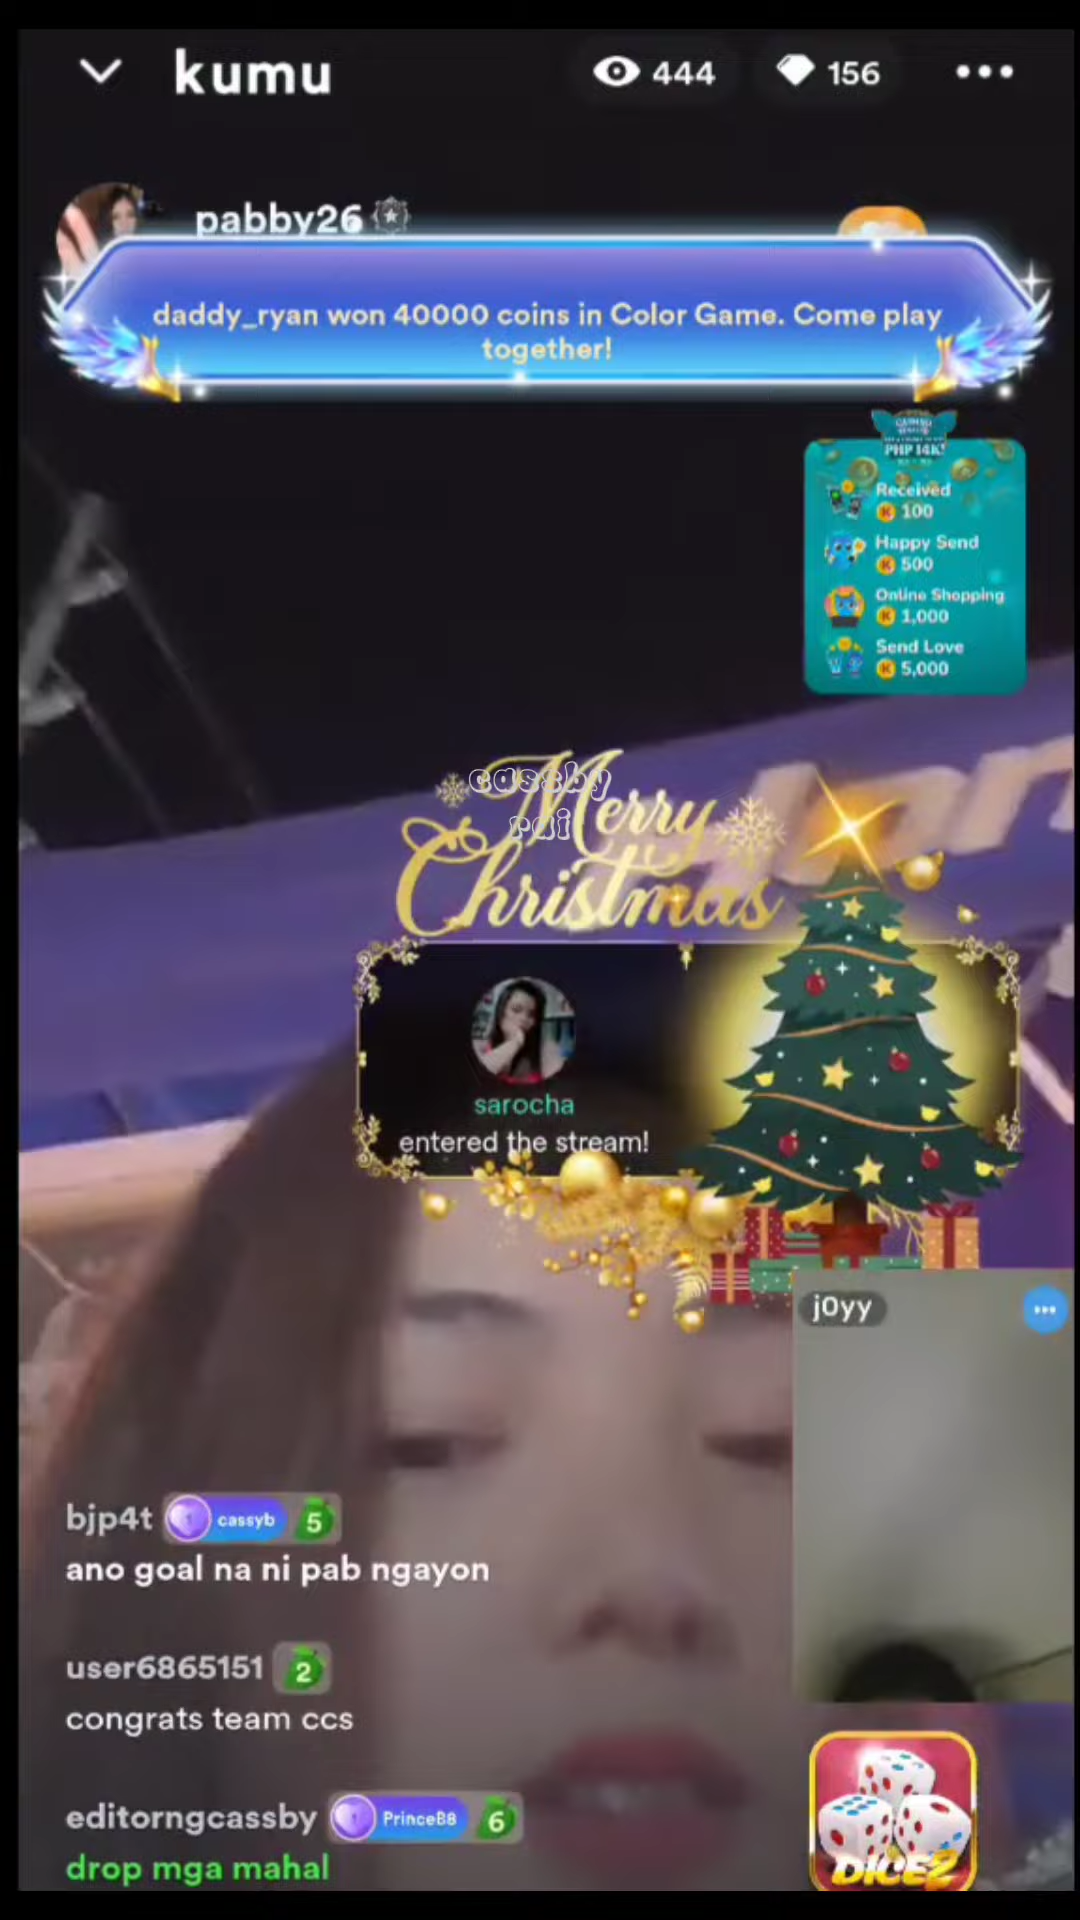 kumu
444
156
pabby26
daddy_ryan won 40000 coins in Color Game. Come play
together!
PHP 14K!
Received
100
Happy Send
500
Online Shopping
1,000
Send Love
5,000
cassby
Merry
Christmas
sarocha
entered the stream!
j0yy
bjp4t cassyb 5
ano goal na ni pab ngayon
user6865151 2
congrats team ccs
editorngcassby PrinceB8 6
drop mga mahal
DICE2